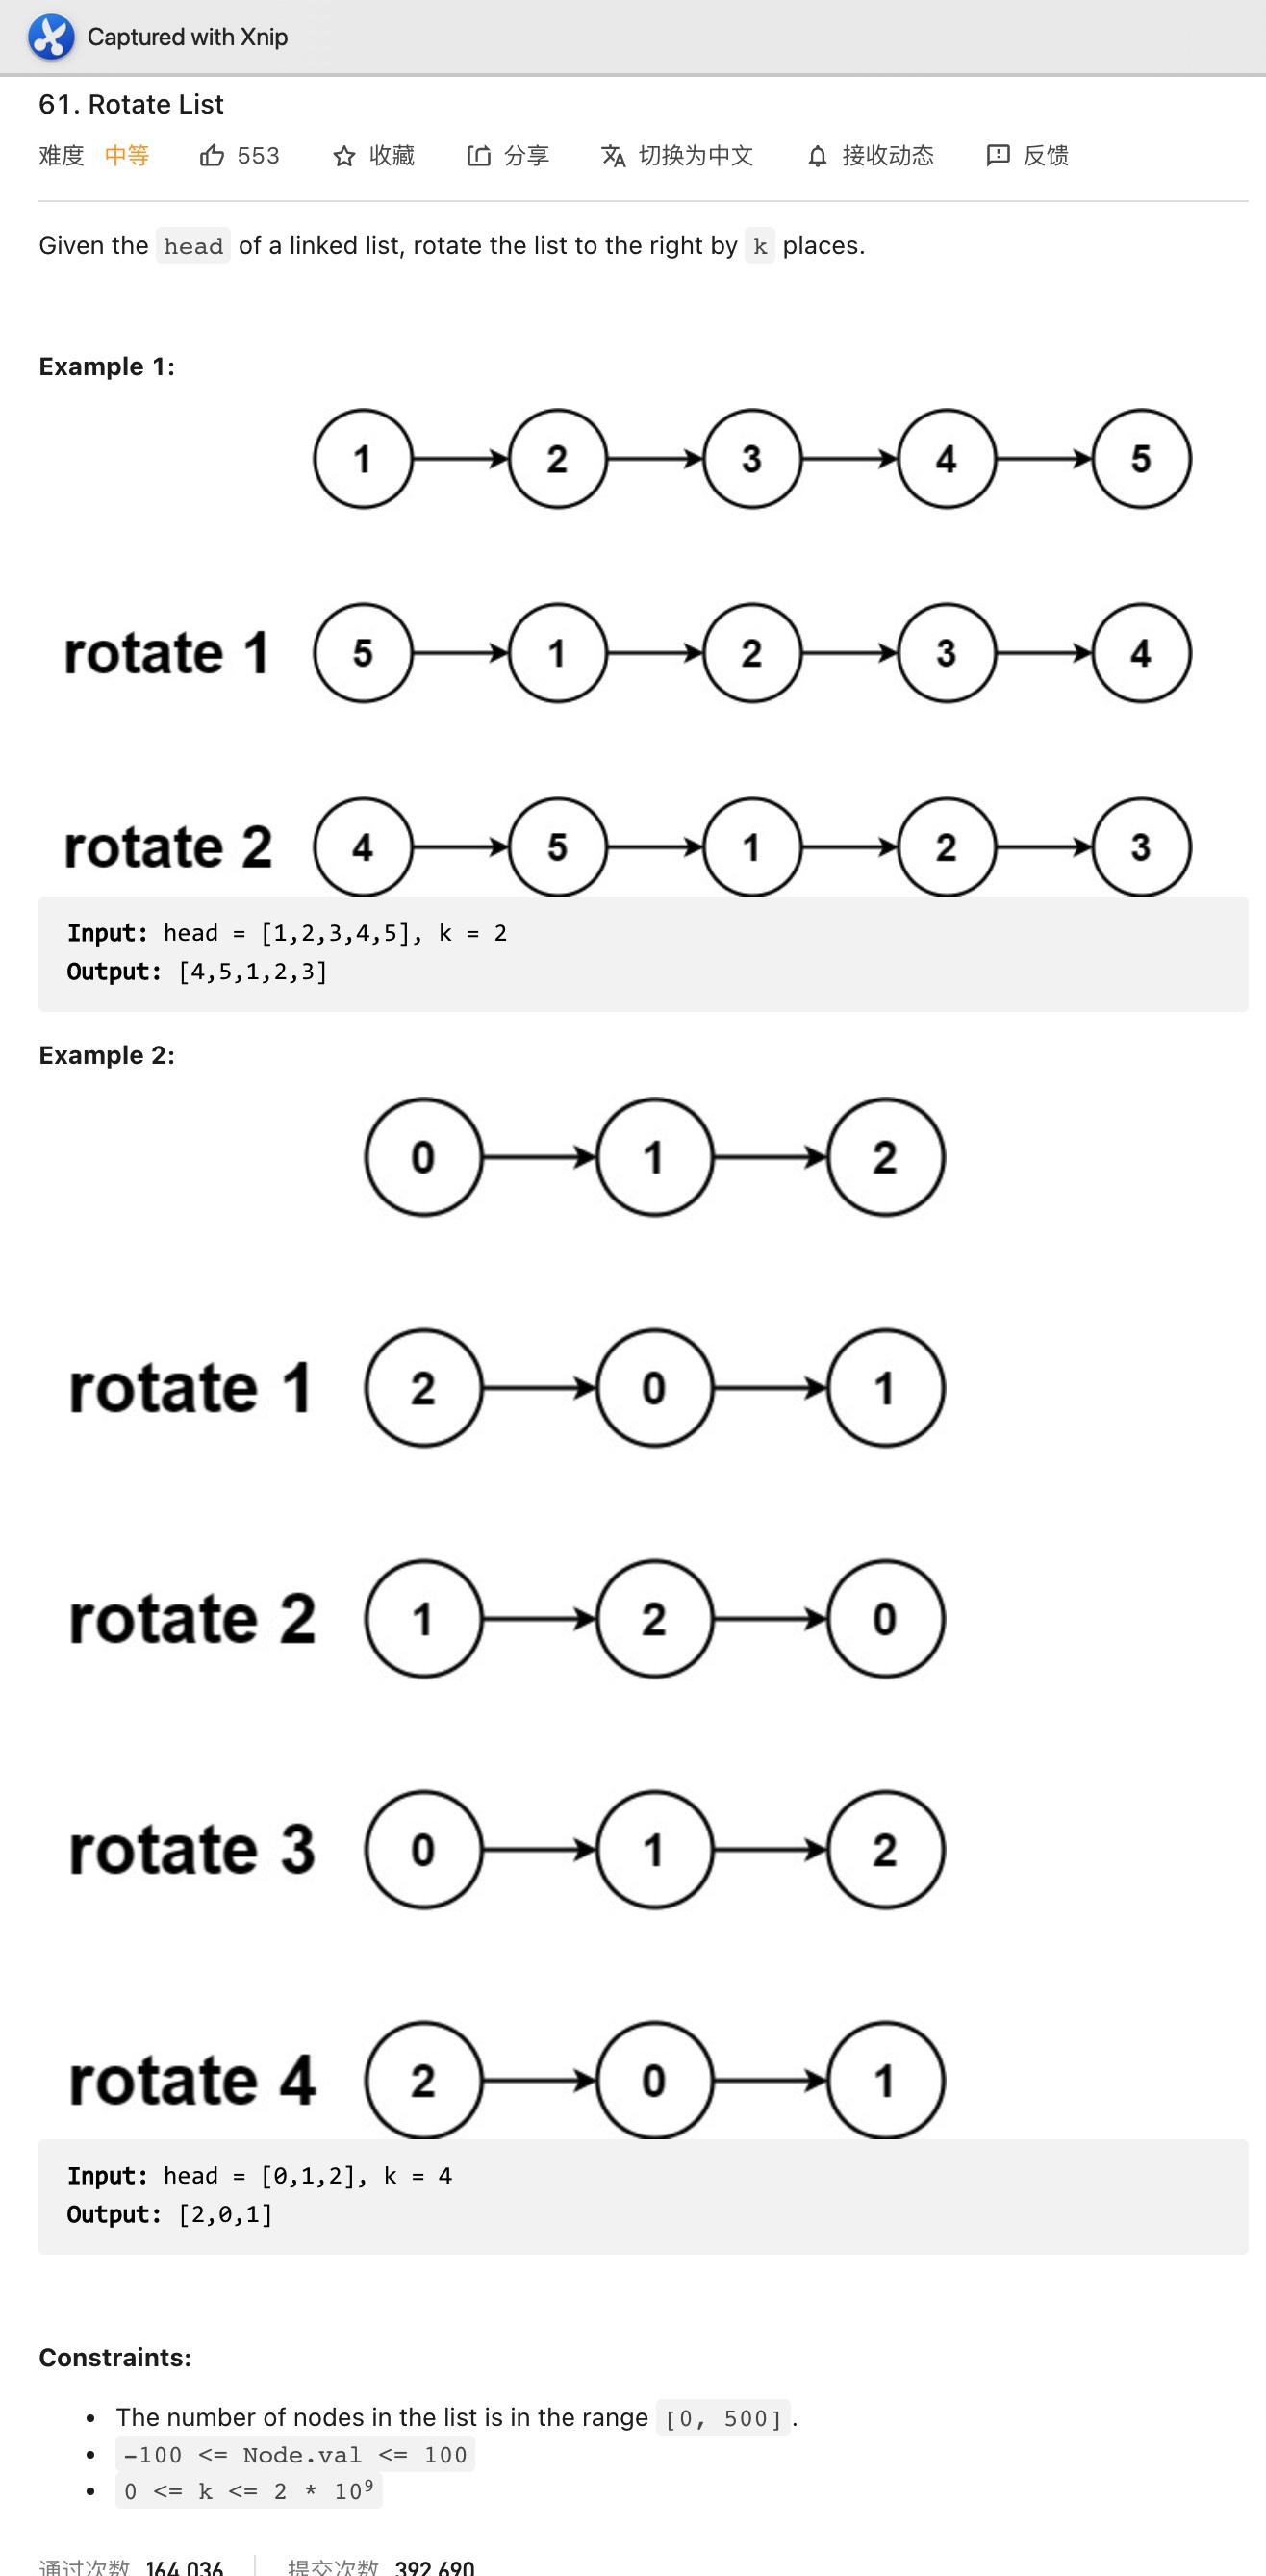 Captured with Xnip
61. Rotate List
难度 中等 553 收藏 分享 切换为中文 接收动态 反馈
Given the head of a linked list, rotate the list to the right by k places.
Example 1:
1 2 3 4 5
rotate 1 5 1 2 3 4
rotate 2 4 5 1 2 3
Input: head = [1,2,3,4,5], k = 2
Output: [4,5,1,2,3]
Example 2:
0 1 2
rotate 1 2 0 1
rotate 2 1 2 0
rotate 3 0 1 2
rotate 4 2 0 1
Input: head = [0,1,2], k = 4
Output: [2,0,1]
Constraints:
• The number of nodes in the list is in the range [0, 500].
• -100 <= Node.val <= 100
• 0 <= k <= 2 * 10⁹
通过次数 164,036 提交次数 392,690